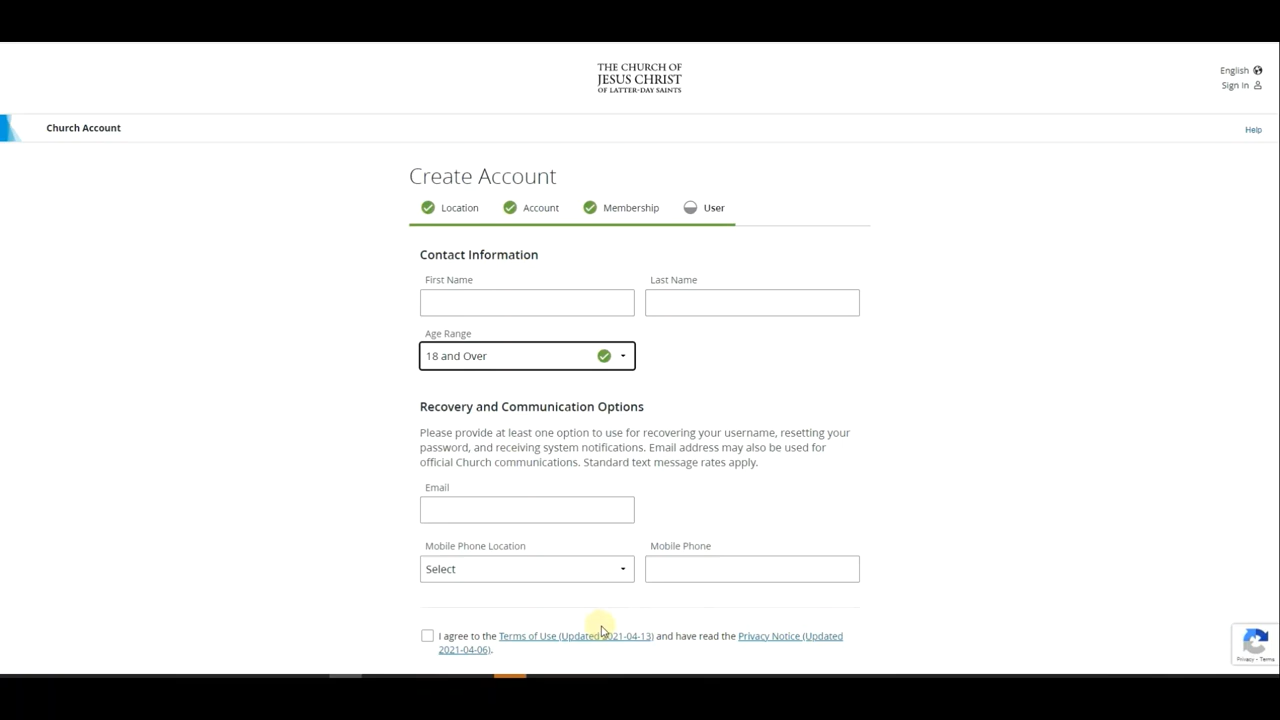 THE CHURCH OF
JESUS CHRIST
OF LATTER-DAY SAINTS
English
Sign In
Church Account
Help
Create Account
Location Account Membership User
Contact Information
First Name Last Name
Age Range
18 and Over
Recovery and Communication Options
Please provide at least one option to use for recovering your username, resetting your
password, and receiving system notifications. Email address may also be used for
official Church communications. Standard text message rates apply.
Email
Mobile Phone Location Mobile Phone
Select
I agree to the Terms of Use (Updated 2021-04-13) and have read the Privacy Notice (Updated
2021-04-06).
Privacy - Terms